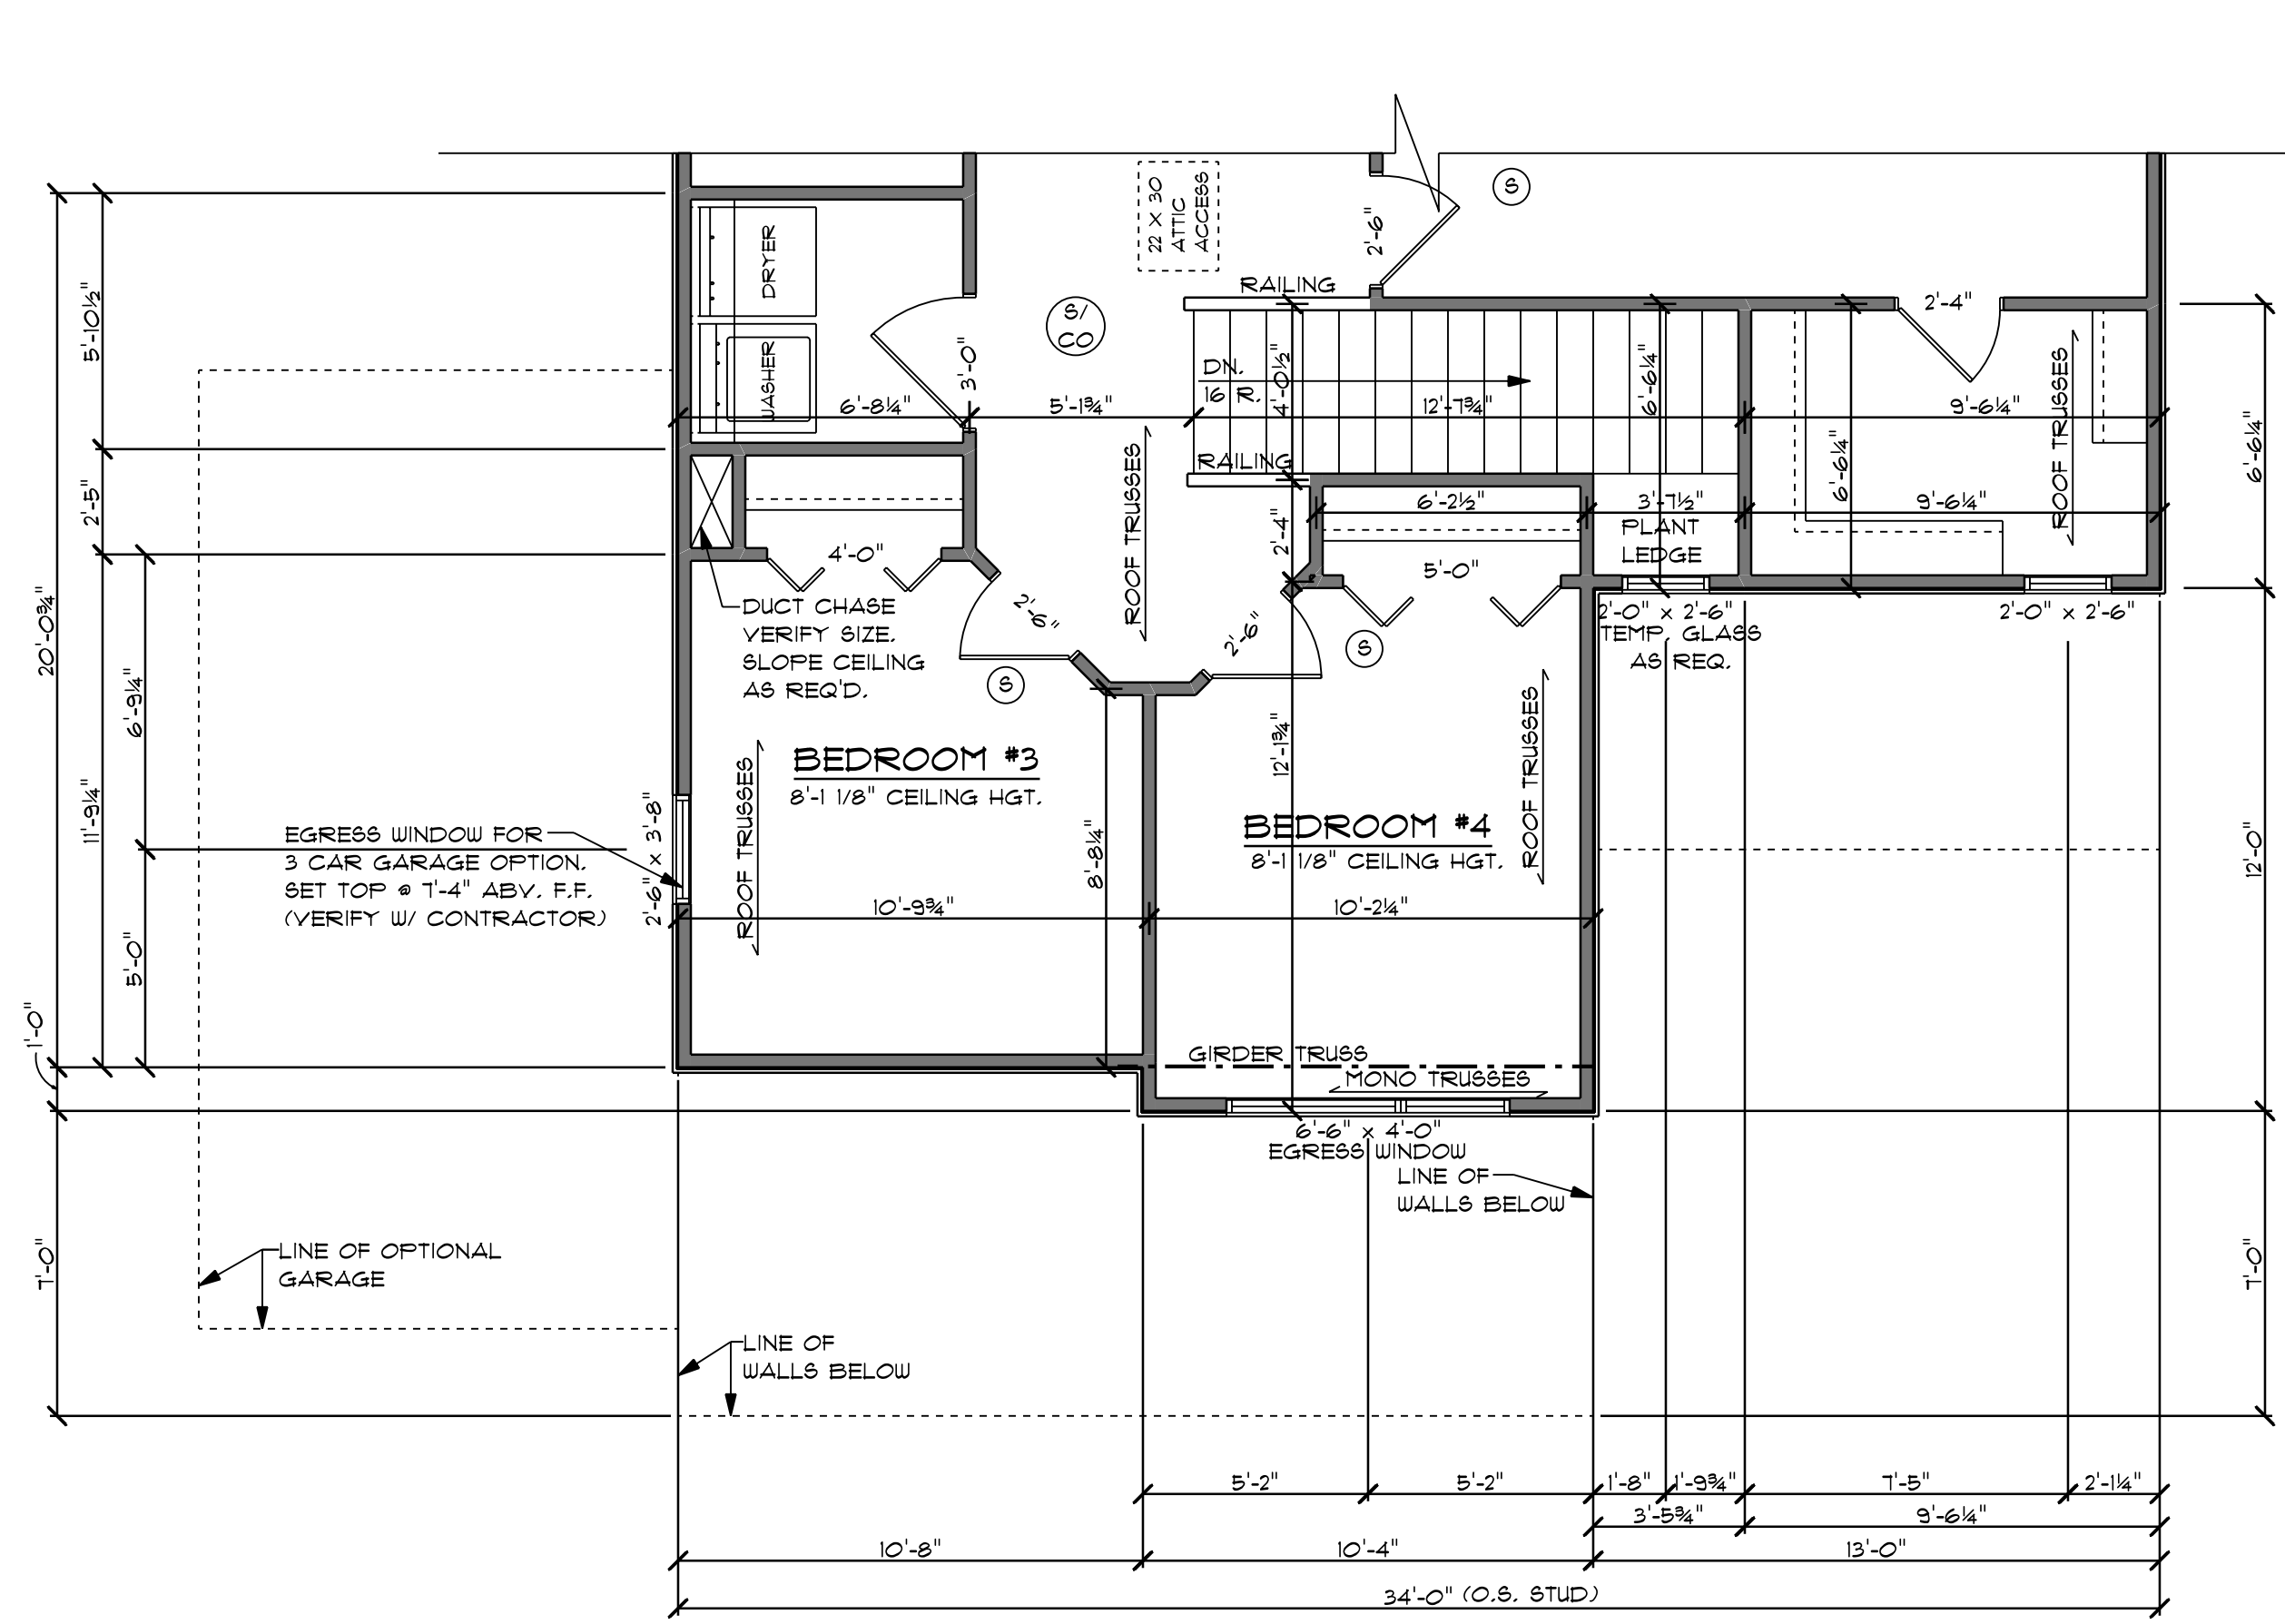 22 X 30
ATTIC
ACCESS
S
2'-6"
RAILING
DRYER
WASHER
S/
CO
3'-0"
2'-4"
5'-10½"
DN.
16 R.
4'-0½"
6'-6¼"
6'-8¼"
5'-1¾"
12'-7¾"
9'-6¼"
ROOF TRUSSES
6'-6¼"
6'-6¼"
RAILING
ROOF TRUSSES
2'-5"
6'-2½"
3'-7½"
9'-6¼"
PLANT
LEDGE
2'-4"
4'-0"
5'-0"
DUCT CHASE
VERIFY SIZE.
SLOPE CEILING
AS REQ'D.
2'-6"
2'-6"
S
S
2'-0" x 2'-6"
TEMP. GLASS
AS REQ.
2'-0" x 2'-6"
20'-0¾"
6'-9¼"
11'-9¼"
BEDROOM #3
8'-1 1/8" CEILING HGT.
12'-1¾"
ROOF TRUSSES
BEDROOM #4
8'-1 1/8" CEILING HGT.
ROOF TRUSSES
EGRESS WINDOW FOR
3 CAR GARAGE OPTION.
SET TOP @ 7'-4" ABV. F.F.
(VERIFY W/ CONTRACTOR)
2'-6" x 3'-8"
8'-8¼"
12'-0"
10'-9¾"
10'-2¼"
5'-0"
1'-0"
GIRDER TRUSS
MONO TRUSSES
6'-6" x 4'-0"
EGRESS WINDOW
LINE OF
WALLS BELOW
LINE OF OPTIONAL
GARAGE
7'-0"
7'-0"
LINE OF
WALLS BELOW
5'-2"
5'-2"
1'-8"
1'-9¾"
7'-5"
2'-1¼"
3'-5¾"
9'-6¼"
10'-8"
10'-4"
13'-0"
34'-0" (O.S. STUD)